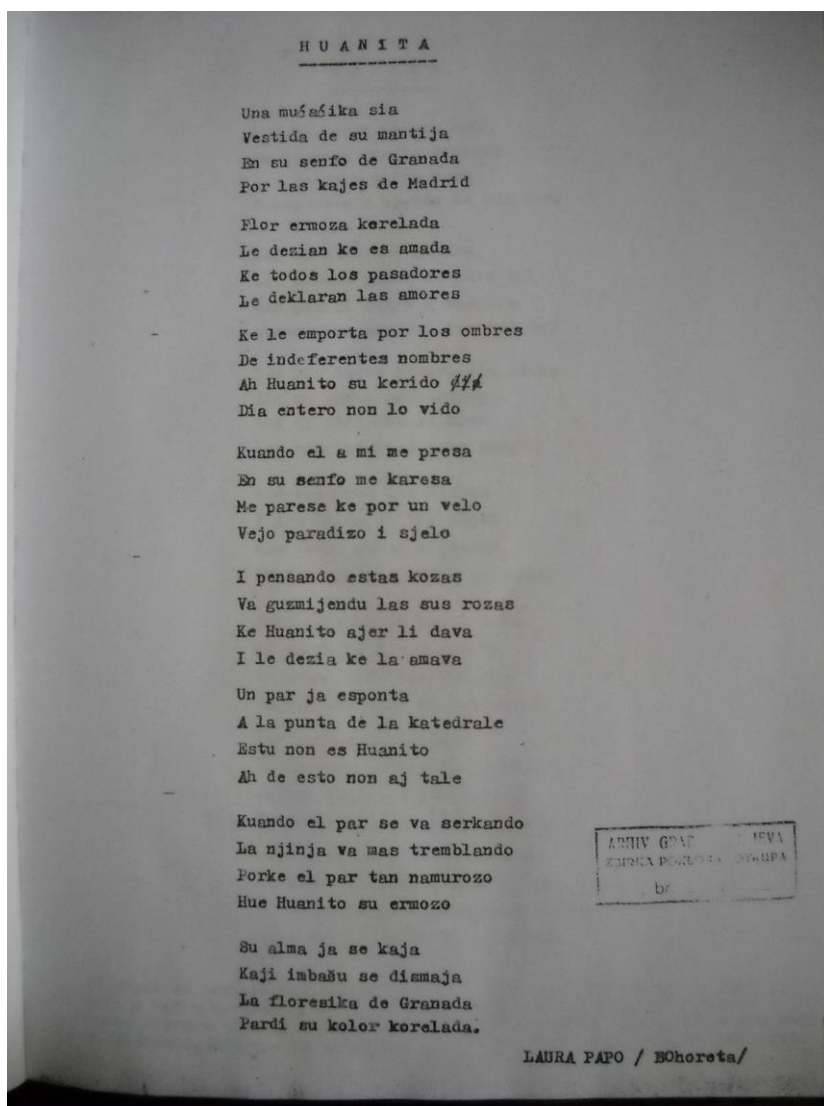 HUANITA
Una mućaćika sia
Vestida de su mantija
En su senfo de Granada
Por las kajes de Madrid
Flor ermoza korelada
Le dezian ke es amada
Ke todos los pasadores
Le deklaran las amores
Ke le emporta por los ombres
De indeferentes nombres
Ah Huanito su kerido
Dia entero non lo vido
Kuando el a mi me presa
En su senfo me karesa
Me parese ke por un velo
Vejo paradizo i sjelo
I pensando estas kozas
Va guzmijendu las sus rozas
Ke Huanito ajer li dava
I le dezia ke la amava
Un par ja esponta
A la punta de la katedrale
Estu non es Huanito
Ah de esto non aj tale
Kuando el par se va serkando
La njinja va mas tremblando
Porke el par tan namurozo
Hue Huanito su ermozo
Su alma ja se kaja
Kaji imbašu se dismaja
La floresika de Granada
Pardi su kolor korelada.
LAURA PAPO / BOhoreta/
ARHIV
ZBIRKA
br